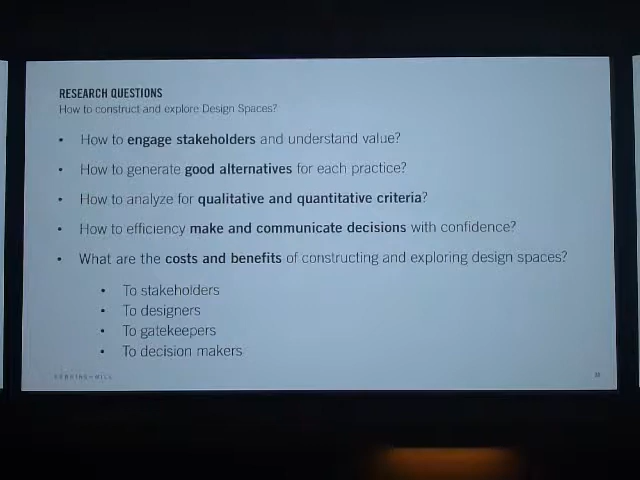 RESEARCH QUESTIONS
How to construct and explore Design Spaces?
• How to engage stakeholders and understand value?
• How to generate good alternatives for each practice?
• How to analyze for qualitative and quantitative criteria?
• How to efficiency make and communicate decisions with confidence?
• What are the costs and benefits of constructing and exploring design spaces?
• To stakeholders
• To designers
• To gatekeepers
• To decision makers